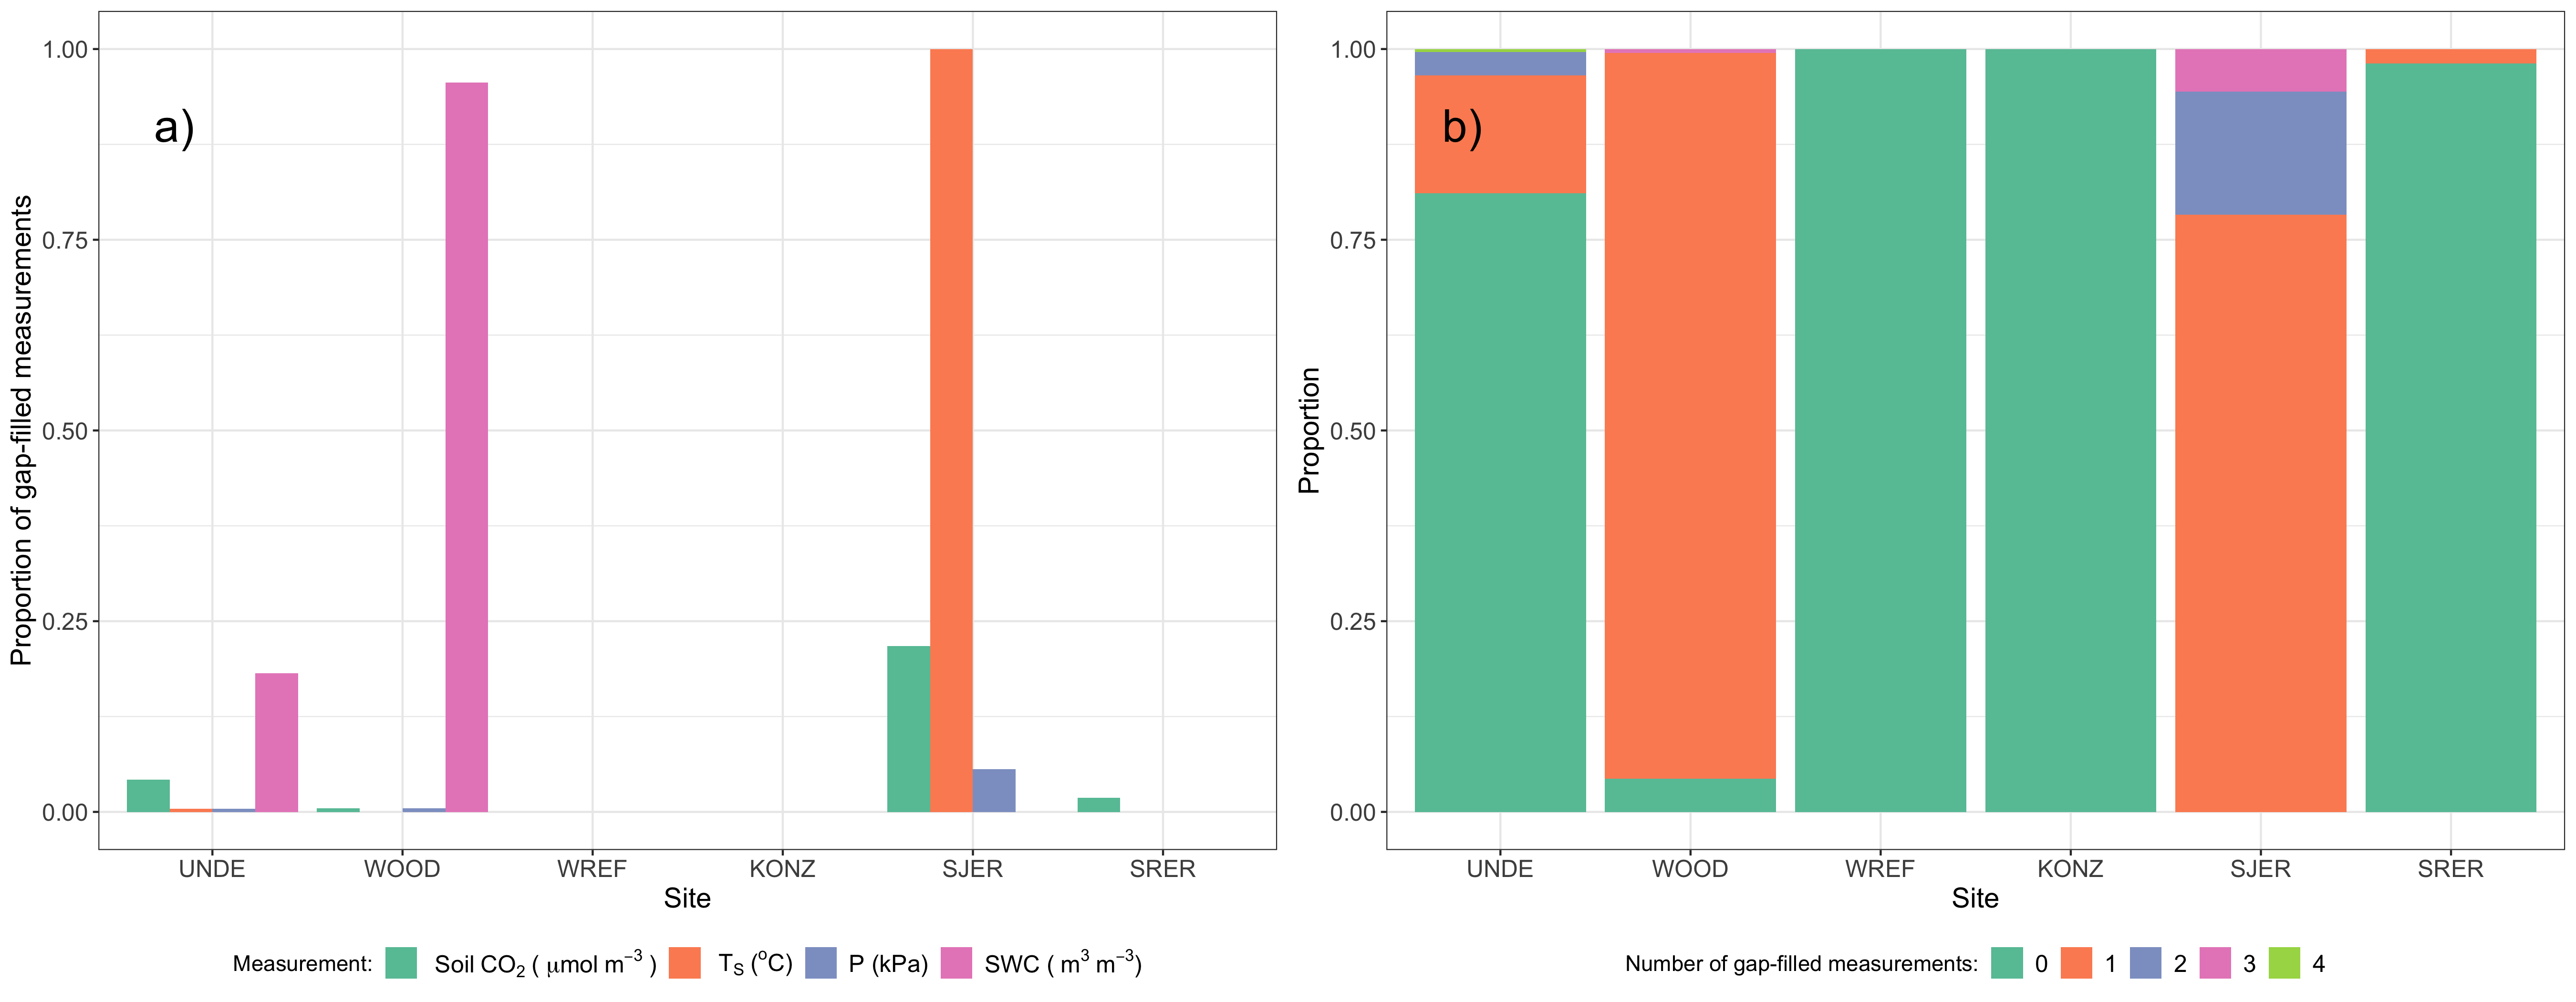 a)
Proportion of gap-filled measurements
1.00
0.75
0.50
0.25
0.00
UNDE WOOD WREF KONZ SJER SRER
Site
Measurement: Soil CO₂ ( μmol m⁻³ ) T_S (°C) P (kPa) SWC ( m³ m⁻³)
b)
Proportion
1.00
0.75
0.50
0.25
0.00
UNDE WOOD WREF KONZ SJER SRER
Site
Number of gap-filled measurements: 0 1 2 3 4